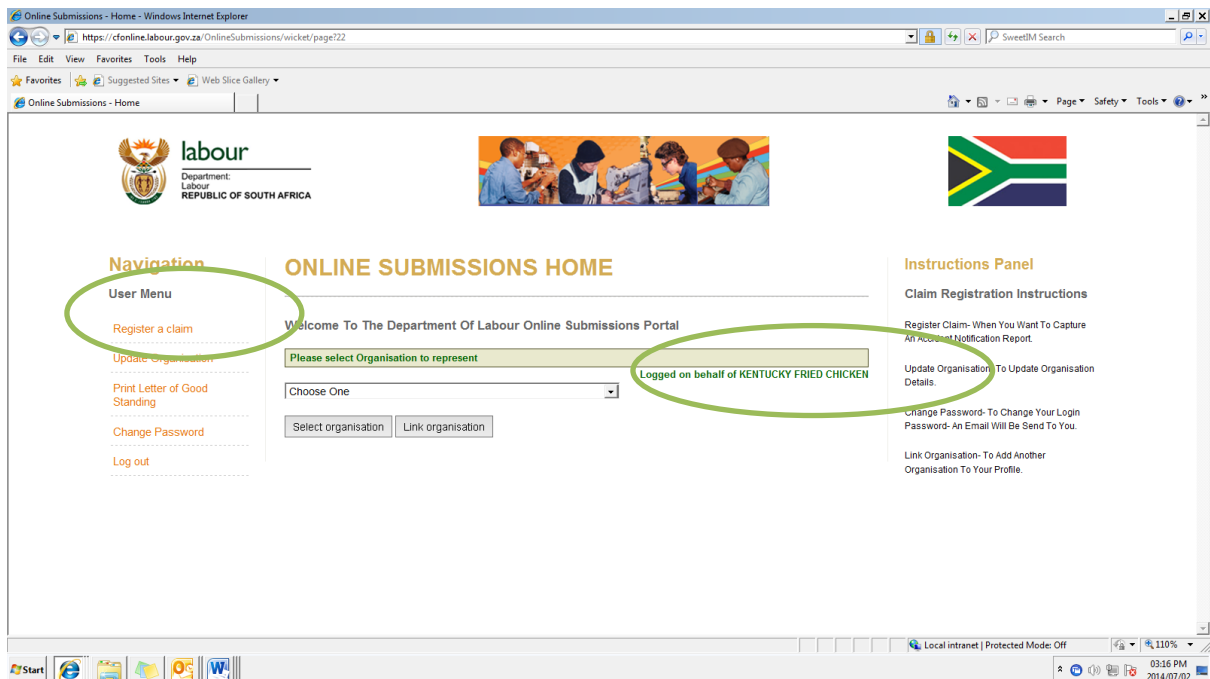 Online Submissions - Home - Windows Internet Explorer
https://cfonline.labour.gov.za/OnlineSubmissions/wicket/page?22
SweetIM Search
File Edit View Favorites Tools Help
Favorites Suggested Sites Web Slice Gallery
Online Submissions - Home
Page Safety Tools
labour
Department:
Labour
REPUBLIC OF SOUTH AFRICA
Navigation
User Menu
Register a claim
Update Organisation
Print Letter of Good
Standing
Change Password
Log out
ONLINE SUBMISSIONS HOME
Welcome To The Department Of Labour Online Submissions Portal
Please select Organisation to represent
Logged on behalf of KENTUCKY FRIED CHICKEN
Choose One
Select organisation Link organisation
Instructions Panel
Claim Registration Instructions
Register Claim- When You Want To Capture
An Accident Notification Report.
Update Organisation- To Update Organisation
Details.
Change Password- To Change Your Login
Password- An Email Will Be Send To You.
Link Organisation- To Add Another
Organisation To Your Profile.
Local intranet | Protected Mode: Off
110%
Start
03:16 PM
2014/07/02